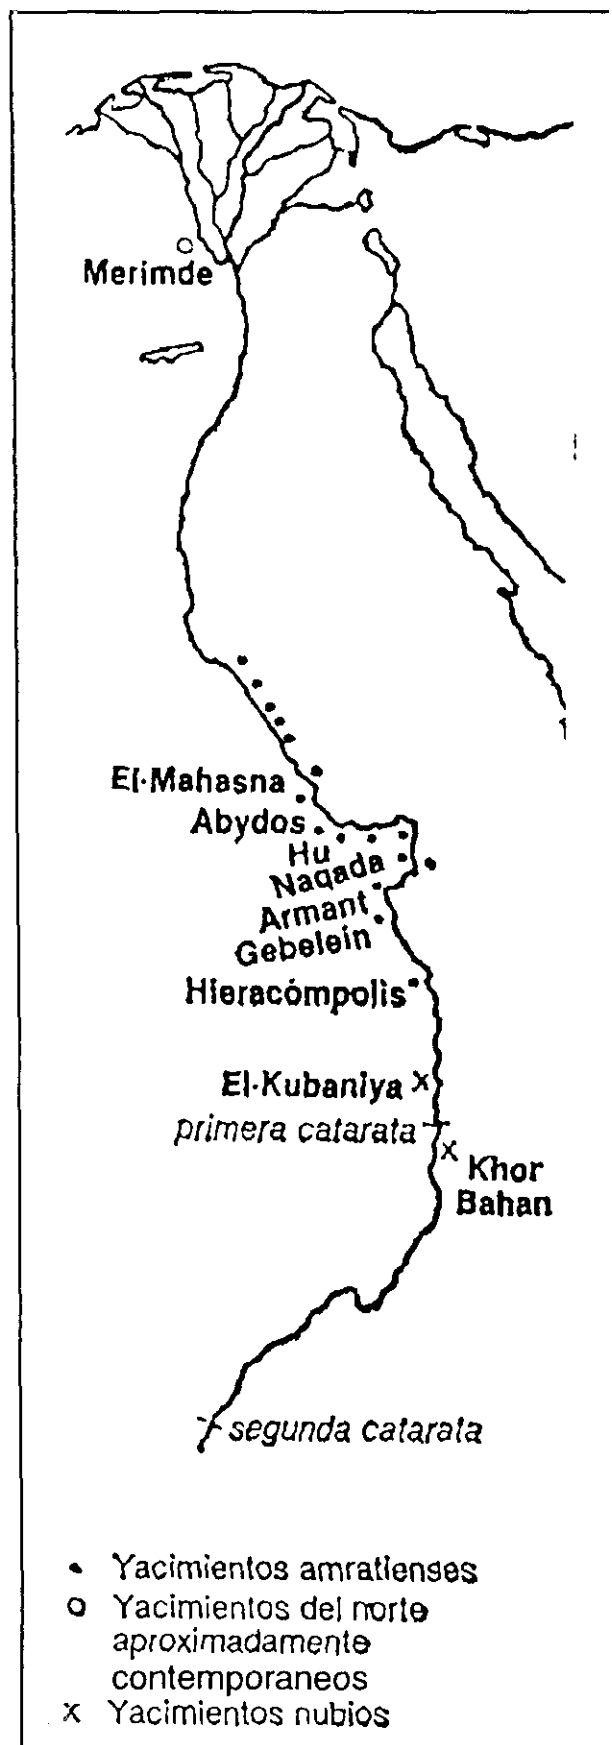 Merimde
El-Mahasna
Abydos
Hu
Naqada
Armant
Gebelein
Hieracómpolis
El-Kubaniya
primera catarata
Khor
Bahan
segunda catarata
• Yacimientos amratienses
o Yacimientos del norte
aproximadamente
contemporaneos
x Yacimientos nubios